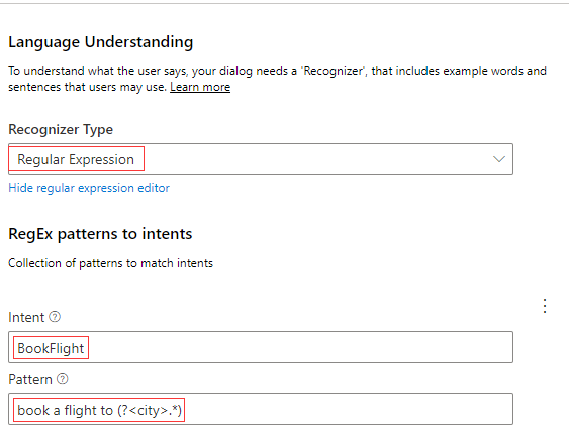 Language Understanding
To understand what the user says, your dialog needs a 'Recognizer', that includes example words and
sentences that users may use. Learn more
Recognizer Type
Regular Expression
Hide regular expression editor
RegEx patterns to intents
Collection of patterns to match intents
Intent ?
BookFlight
Pattern ?
book a flight to (?<city>.*)